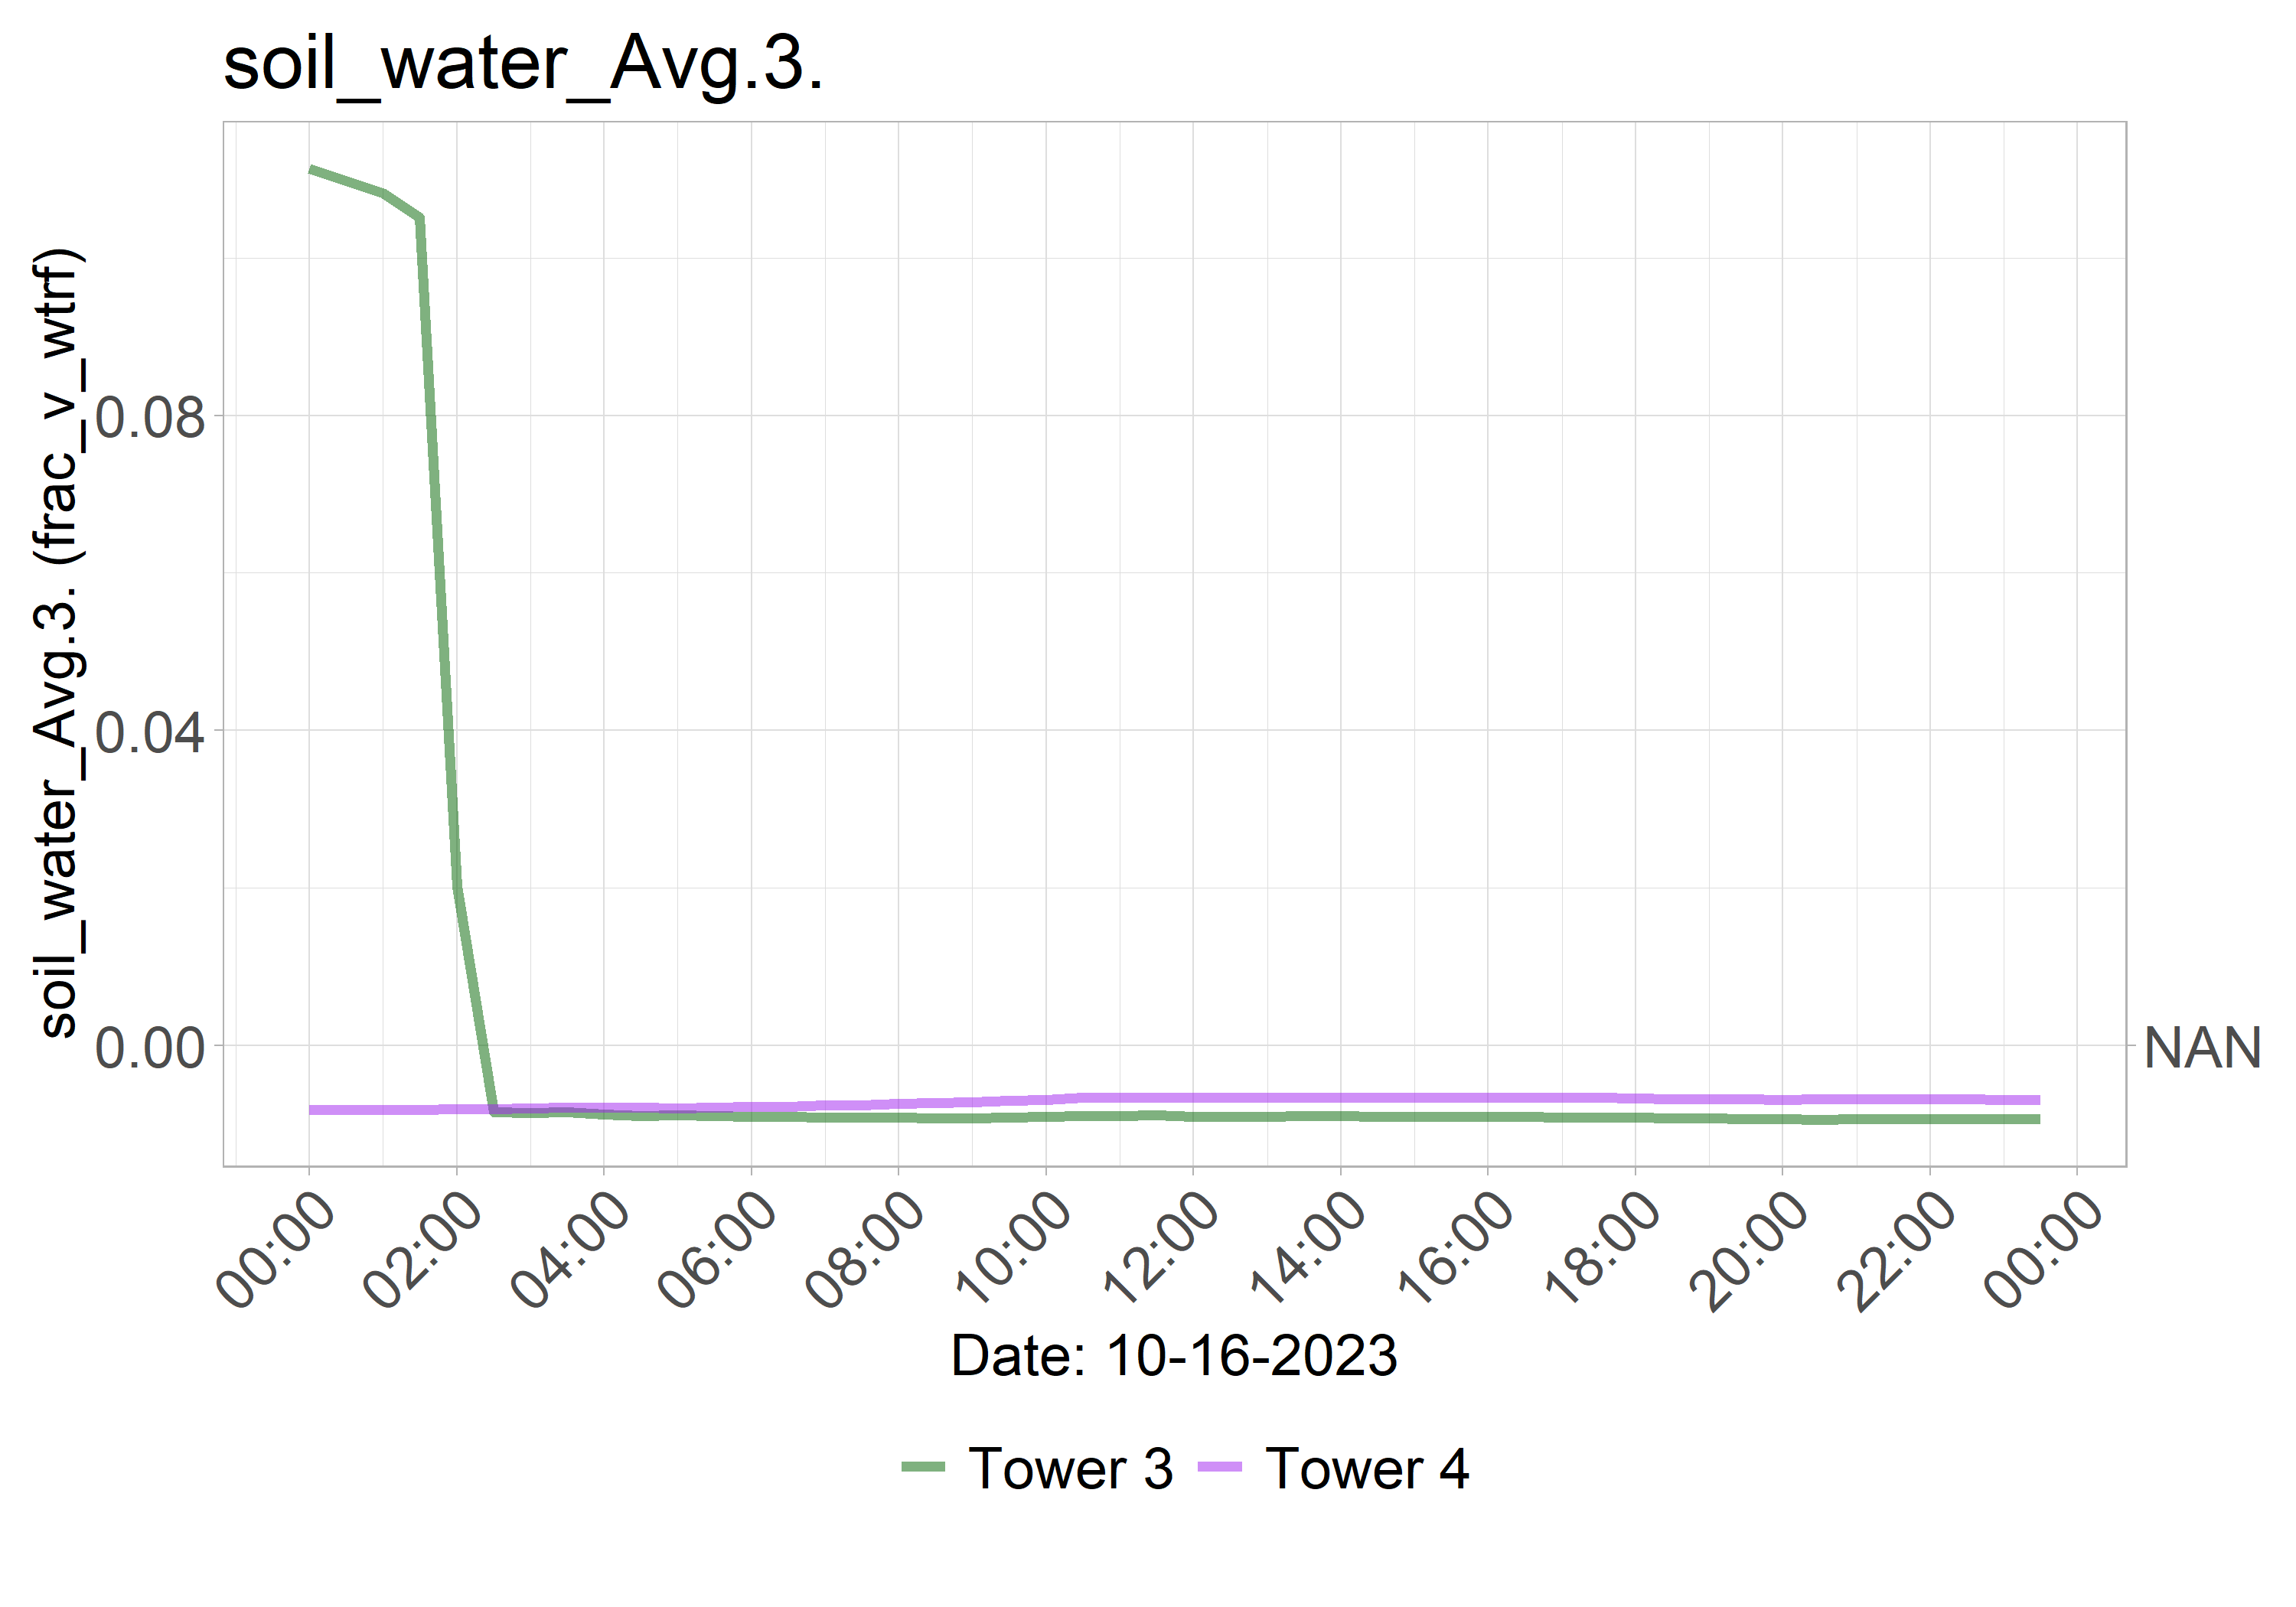 soil_water_Avg.3.
soil_water_Avg.3. (frac_v_wtrf)
0.08
0.04
0.00
NAN
00:00
02:00
04:00
06:00
08:00
10:00
12:00
14:00
16:00
18:00
20:00
22:00
00:00
Date: 10-16-2023
Tower 3
Tower 4